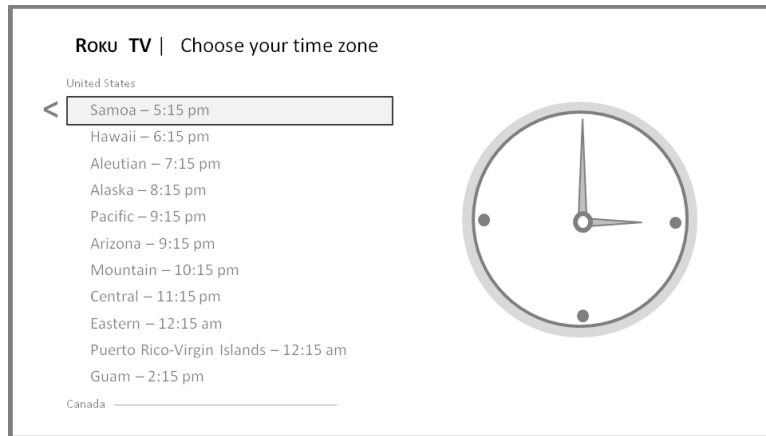 ROKU TV | Choose your time zone
United States
<
Samoa – 5:15 pm
Hawaii – 6:15 pm
Aleutian – 7:15 pm
Alaska – 8:15 pm
Pacific – 9:15 pm
Arizona – 9:15 pm
Mountain – 10:15 pm
Central – 11:15 pm
Eastern – 12:15 am
Puerto Rico-Virgin Islands – 12:15 am
Guam – 2:15 pm
Canada